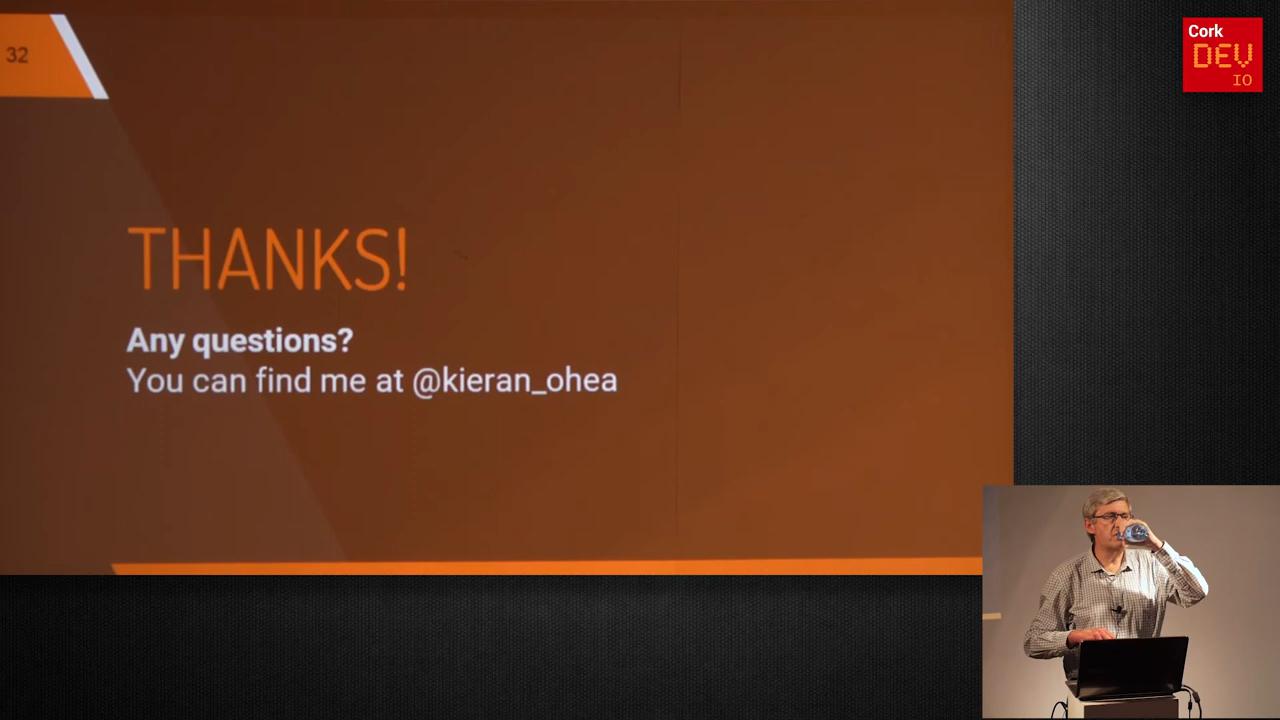 32
Cork
DEV
IO
THANKS!
Any questions?
You can find me at @kieran_ohea